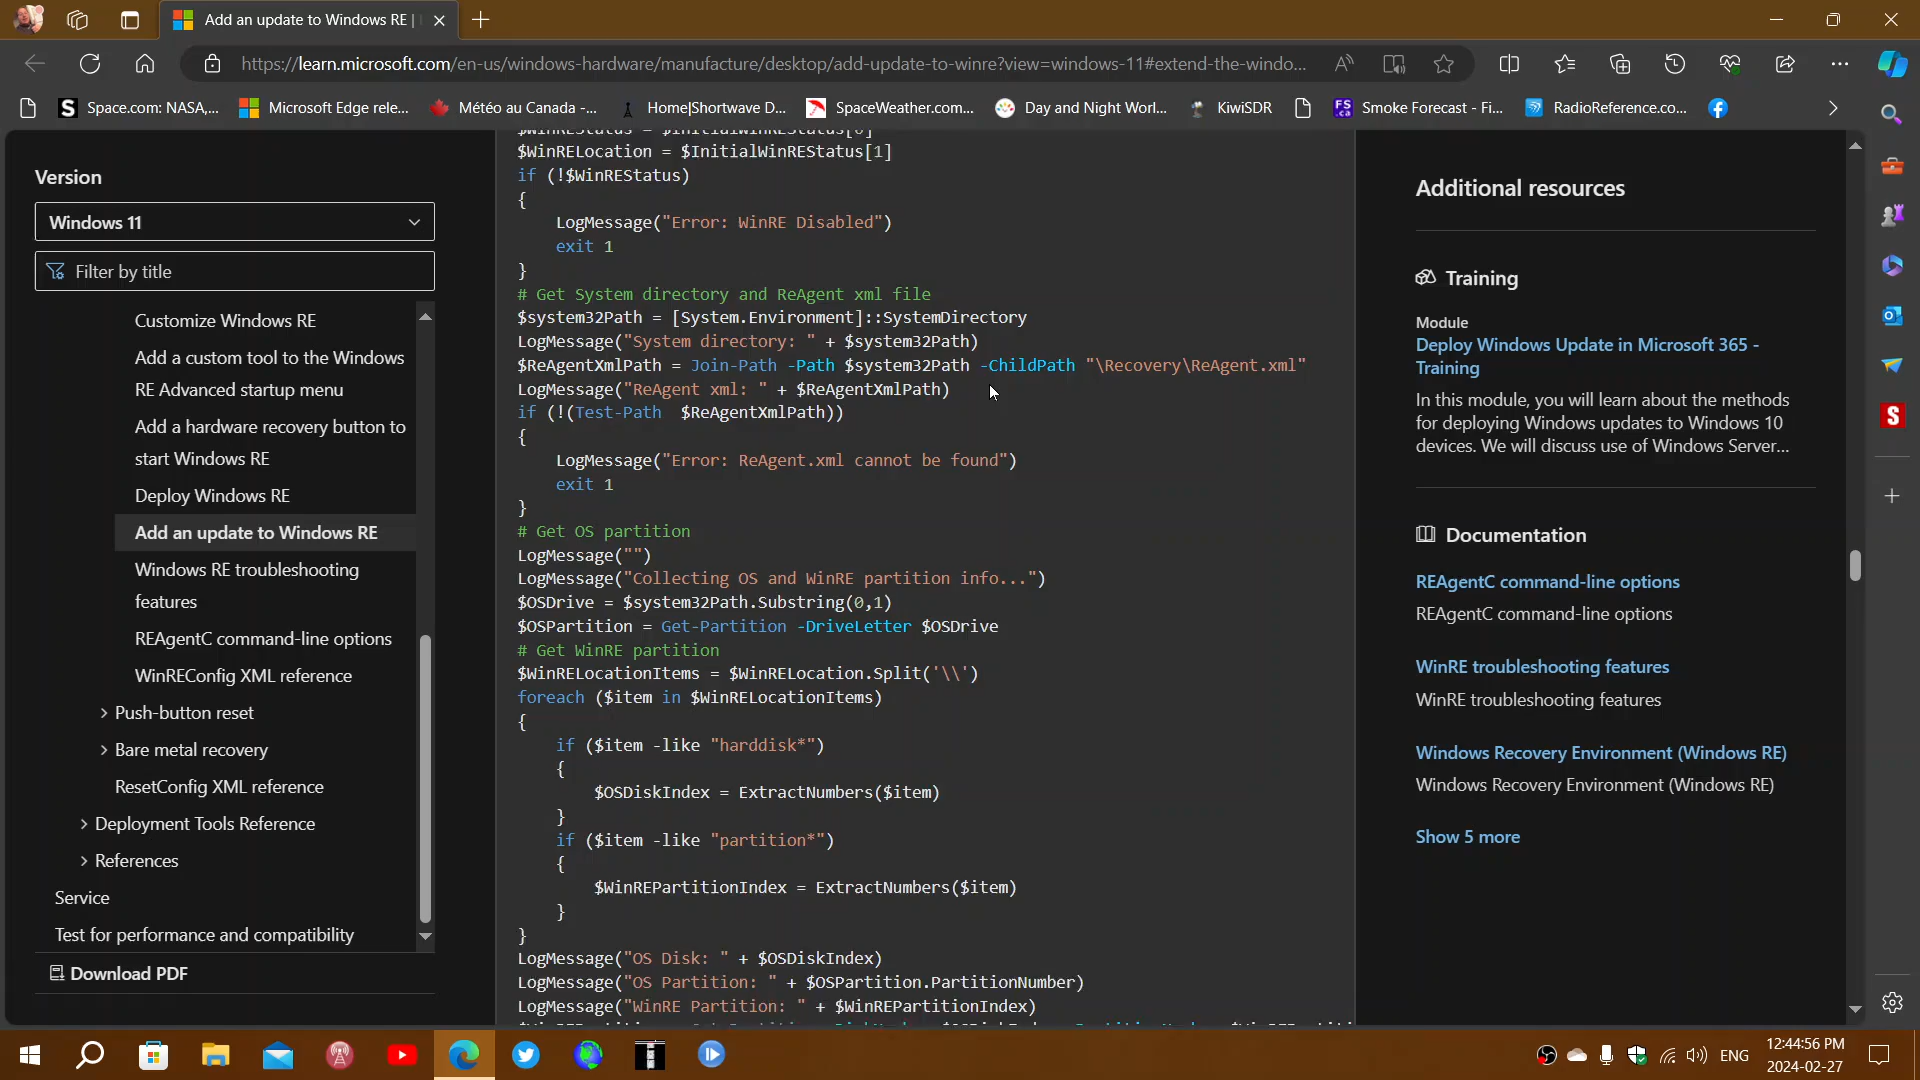 Add an update to Windows RE |
https://learn.microsoft.com/en-us/windows-hardware/manufacture/desktop/add-update-to-winre?view=windows-11#extend-the-windo...
Space.com: NASA,...
Microsoft Edge rele...
Météo au Canada -...
Home|Shortwave D...
SpaceWeather.com...
Day and Night Worl...
KiwiSDR
Smoke Forecast - Fi...
RadioReference.co...
Version
Windows 11
Filter by title
Customize Windows RE
Add a custom tool to the Windows
RE Advanced startup menu
Add a hardware recovery button to
start Windows RE
Deploy Windows RE
Add an update to Windows RE
Windows RE troubleshooting
features
REAgentC command-line options
WinREConfig XML reference
Push-button reset
Bare metal recovery
ResetConfig XML reference
Deployment Tools Reference
References
Service
Test for performance and compatibility
Download PDF
$WinREStatus = $InitialWinREStatus[0]
$WinRELocation = $InitialWinREStatus[1]
if (!$WinREStatus)
{
    LogMessage("Error: WinRE Disabled")
    exit 1
}
# Get System directory and ReAgent xml file
$system32Path = [System.Environment]::SystemDirectory
LogMessage("System directory: " + $system32Path)
$ReAgentXmlPath = Join-Path -Path $system32Path -ChildPath "\Recovery\ReAgent.xml"
LogMessage("ReAgent xml: " + $ReAgentXmlPath)
if (!(Test-Path  $ReAgentXmlPath))
{
    LogMessage("Error: ReAgent.xml cannot be found")
    exit 1
}
# Get OS partition
LogMessage("")
LogMessage("Collecting OS and WinRE partition info...")
$OSDrive = $system32Path.Substring(0,1)
$OSPartition = Get-Partition -DriveLetter $OSDrive
# Get WinRE partition
$WinRELocationItems = $WinRELocation.Split('\\')
foreach ($item in $WinRELocationItems)
{
    if ($item -like "harddisk*")
    {
        $OSDiskIndex = ExtractNumbers($item)
    }
    if ($item -like "partition*")
    {
        $WinREPartitionIndex = ExtractNumbers($item)
    }
}
LogMessage("OS Disk: " + $OSDiskIndex)
LogMessage("OS Partition: " + $OSPartition.PartitionNumber)
LogMessage("WinRE Partition: " + $WinREPartitionIndex)
Additional resources
Training
Module
Deploy Windows Update in Microsoft 365 -
Training
In this module, you will learn about the methods
for deploying Windows updates to Windows 10
devices. We will discuss use of Windows Server...
Documentation
REAgentC command-line options
REAgentC command-line options
WinRE troubleshooting features
WinRE troubleshooting features
Windows Recovery Environment (Windows RE)
Windows Recovery Environment (Windows RE)
Show 5 more
ENG
12:44:56 PM
2024-02-27